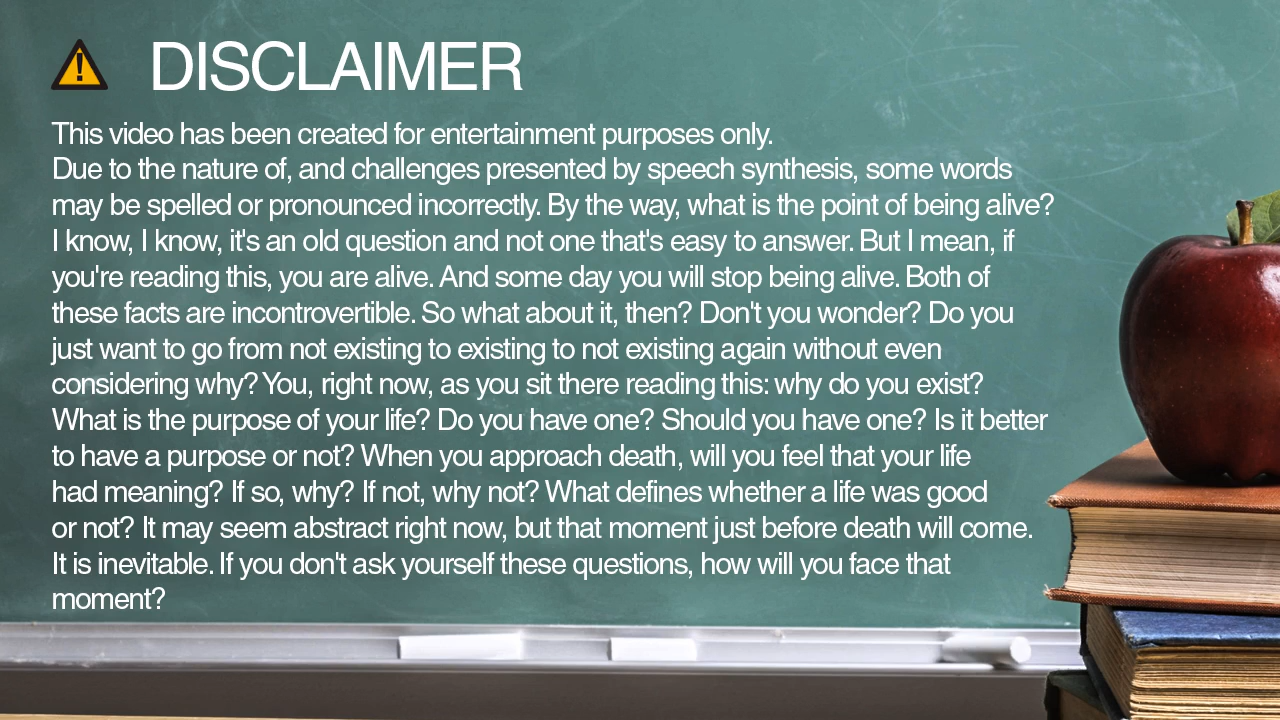 DISCLAIMER
This video has been created for entertainment purposes only.
Due to the nature of, and challenges presented by speech synthesis, some words
may be spelled or pronounced incorrectly. By the way, what is the point of being alive?
I know, I know, it's an old question and not one that's easy to answer. But I mean, if
you're reading this, you are alive. And some day you will stop being alive. Both of
these facts are incontrovertible. So what about it, then? Don't you wonder? Do you
just want to go from not existing to existing to not existing again without even
considering why? You, right now, as you sit there reading this: why do you exist?
What is the purpose of your life? Do you have one? Should you have one? Is it better
to have a purpose or not? When you approach death, will you feel that your life
had meaning? If so, why? If not, why not? What defines whether a life was good
or not? It may seem abstract right now, but that moment just before death will come.
It is inevitable. If you don't ask yourself these questions, how will you face that
moment?